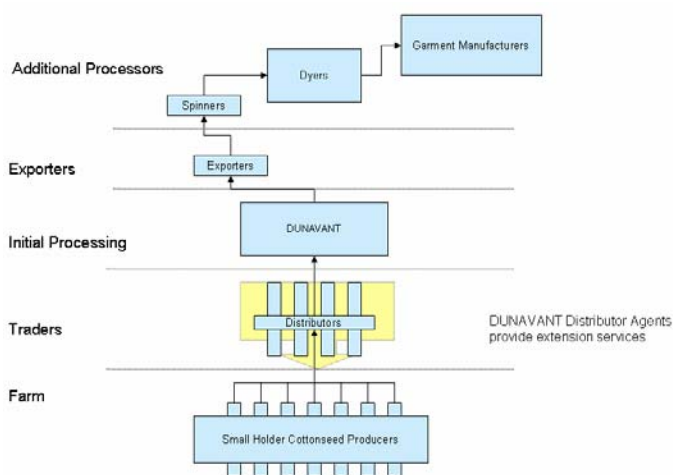 Garment Manufacturers
Additional Processors
Dyers
Spinners
Exporters
Exporters
DUNAVANT
Initial Processing
Distributors
DUNAVANT Distributor Agents
provide extension services
Traders
Farm
Small Holder Cottonseed Producers